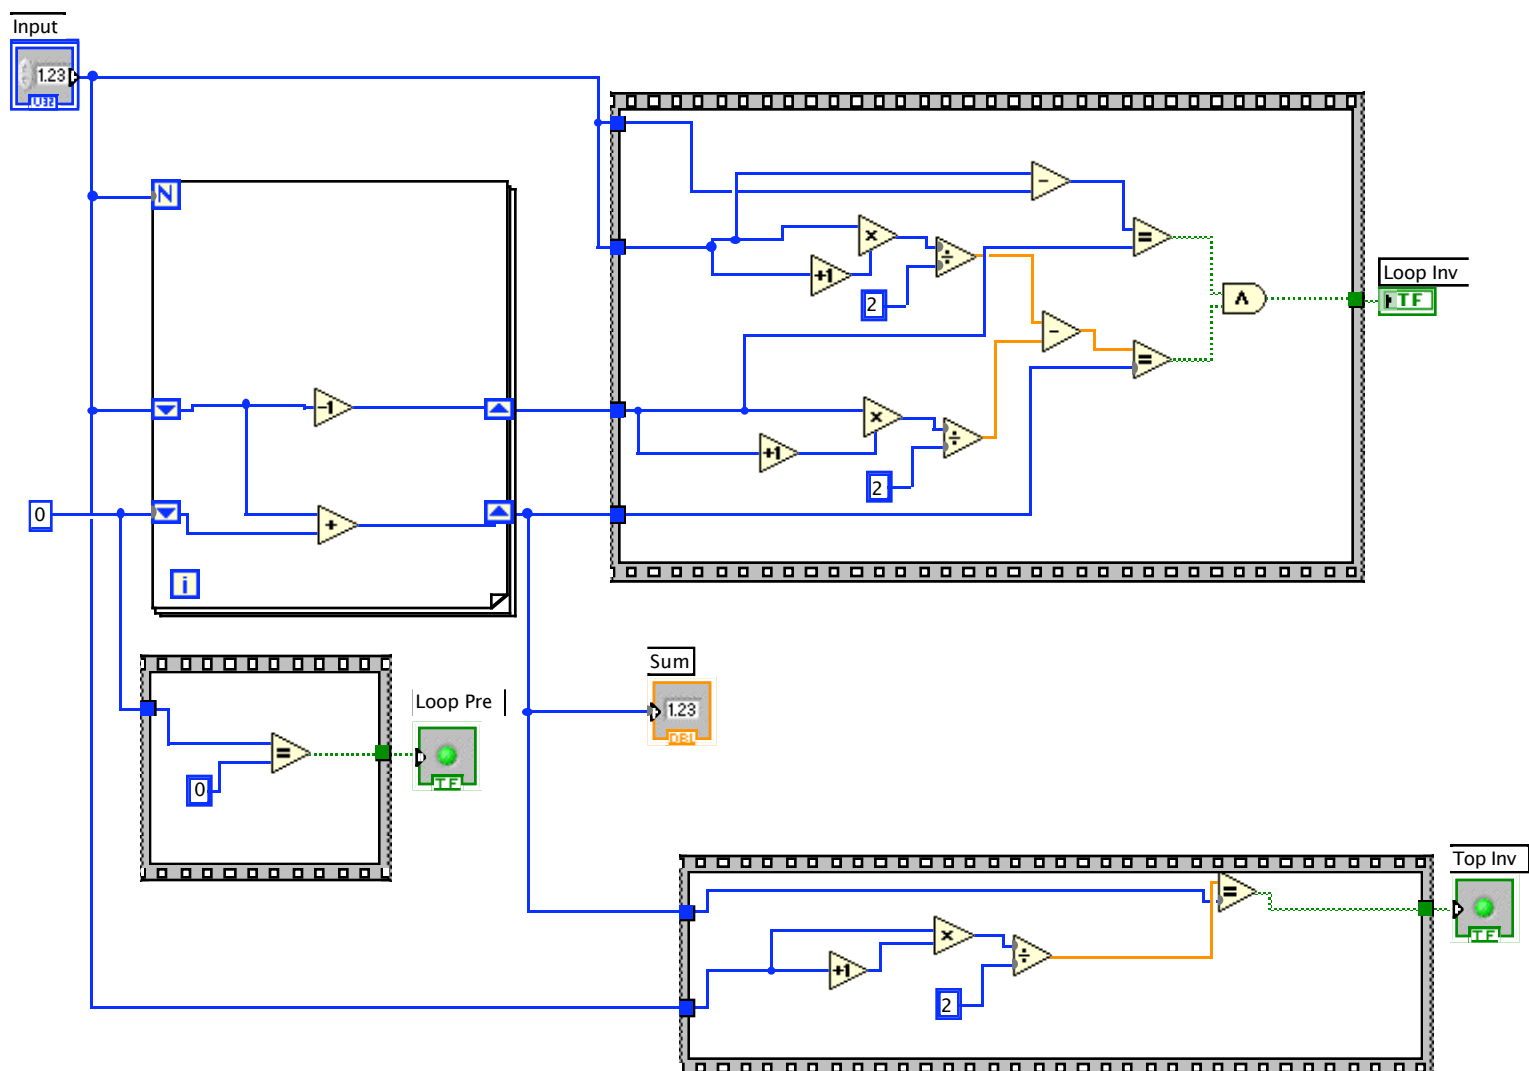 Input
1.23
U32
N
−
×
=
+1
÷
Loop Inv
2
∧
TF
−
=
−1
×
+1
÷
2
0
+
i
Sum
Loop Pre
1.23
DBL
=
TF
0
Top Inv
=
×
÷
+1
TF
2